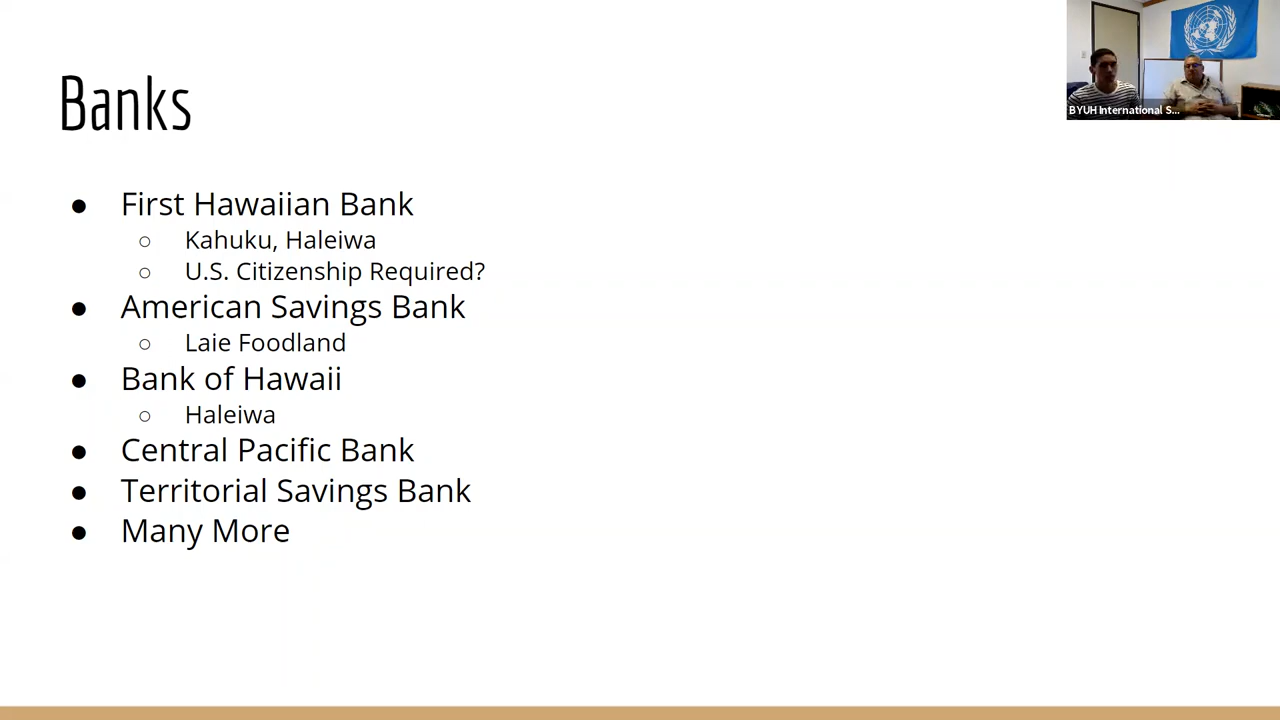 Banks
BYUH International S...
● First Hawaiian Bank
○ Kahuku, Haleiwa
○ U.S. Citizenship Required?
● American Savings Bank
○ Laie Foodland
● Bank of Hawaii
○ Haleiwa
● Central Pacific Bank
● Territorial Savings Bank
● Many More